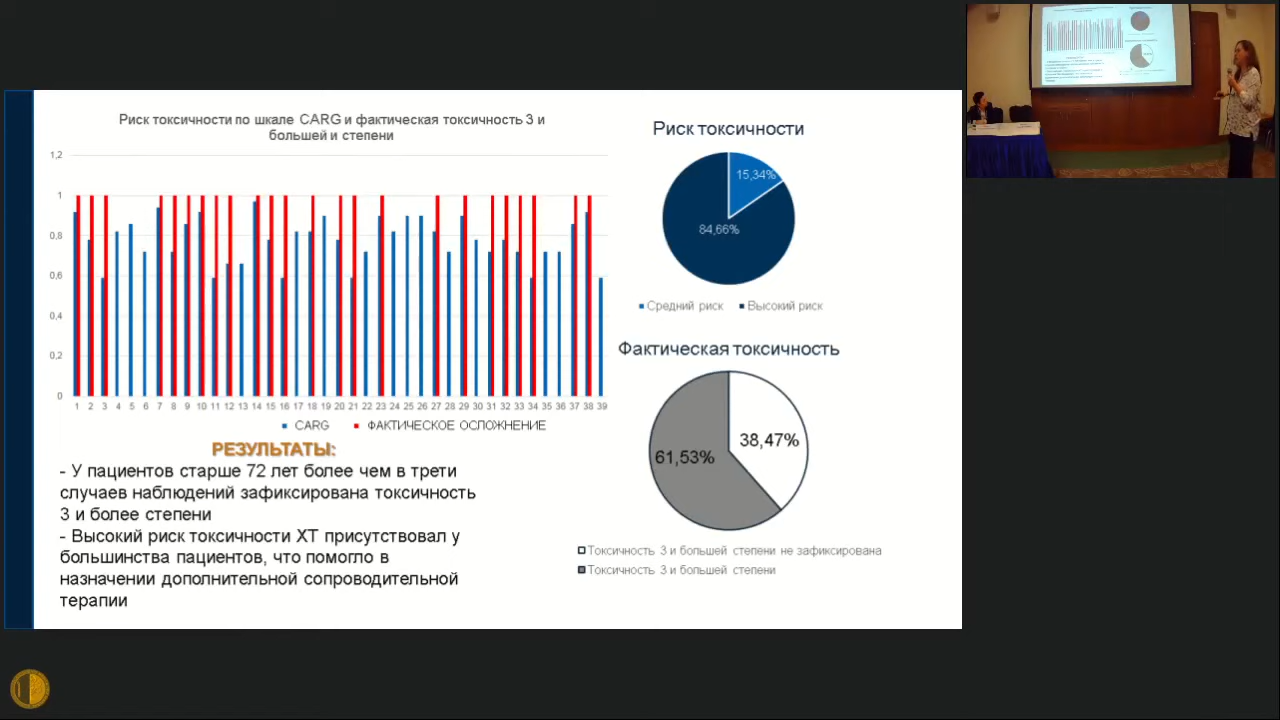 Риск токсичности по шкале CARG и фактическая токсичность 3 и
большей и степени
1,2
1
0,8
0,6
0,4
0,2
0
1 2 3 4 5 6 7 8 9 10 11 12 13 14 15 16 17 18 19 20 21 22 23 24 25 26 27 28 29 30 31 32 33 34 35 36 37 38 39
CARG ФАКТИЧЕСКОЕ ОСЛОЖНЕНИЕ
РЕЗУЛЬТАТЫ:
- У пациентов старше 72 лет более чем в трети
случаев наблюдений зафиксирована токсичность
3 и более степени
- Высокий риск токсичности ХТ присутствовал у
большинства пациентов, что помогло в
назначении дополнительной сопроводительной
терапии
Риск токсичности
15,34%
84,66%
Средний риск Высокий риск
Фактическая токсичность
38,47%
61,53%
Токсичность 3 и большей степени не зафиксирована
Токсичность 3 и большей степени